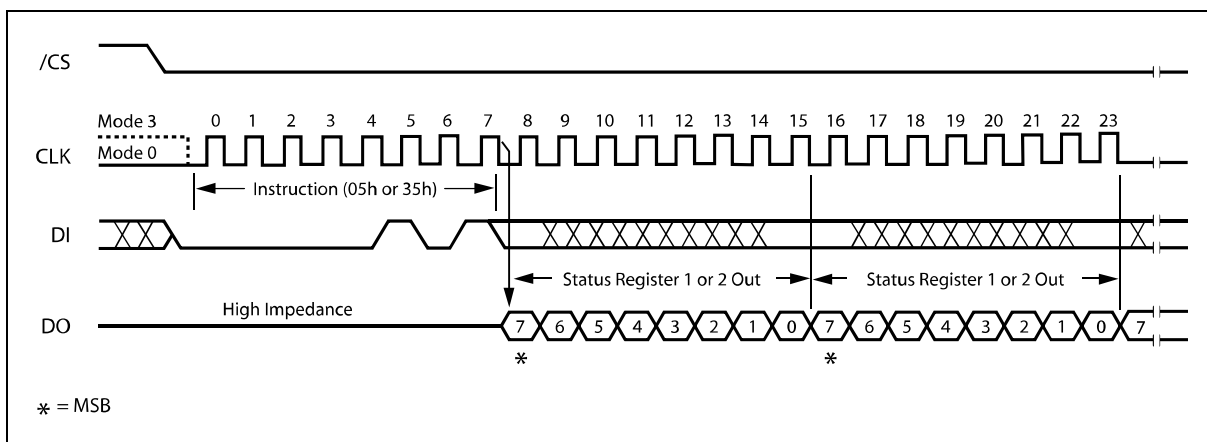 /CS
Mode 3
0 1 2 3 4 5 6 7 8 9 10 11 12 13 14 15 16 17 18 19 20 21 22 23
CLK
Mode 0
Instruction (05h or 35h)
DI
Status Register 1 or 2 Out
Status Register 1 or 2 Out
High Impedance
DO
7 6 5 4 3 2 1 0 7 6 5 4 3 2 1 0 7
* *
* = MSB